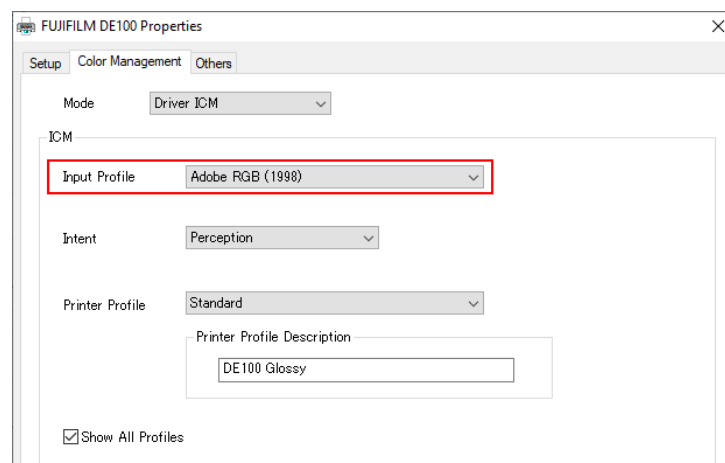 FUJIFILM DE100 Properties
Setup Color Management Others
Mode Driver ICM
ICM
Input Profile Adobe RGB (1998)
Intent Perception
Printer Profile Standard
Printer Profile Description
DE100 Glossy
Show All Profiles